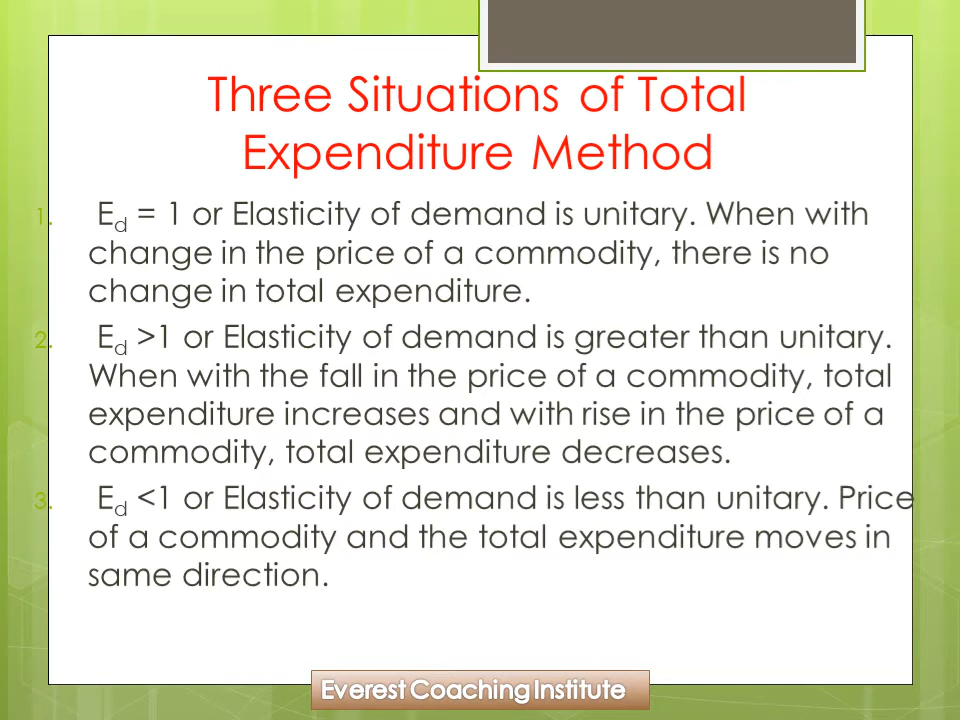 Three Situations of Total
Expenditure Method
1. Ed = 1 or Elasticity of demand is unitary. When with
change in the price of a commodity, there is no
change in total expenditure.
2. Ed >1 or Elasticity of demand is greater than unitary.
When with the fall in the price of a commodity, total
expenditure increases and with rise in the price of a
commodity, total expenditure decreases.
3. Ed <1 or Elasticity of demand is less than unitary. Price
of a commodity and the total expenditure moves in
same direction.
Everest Coaching Institute